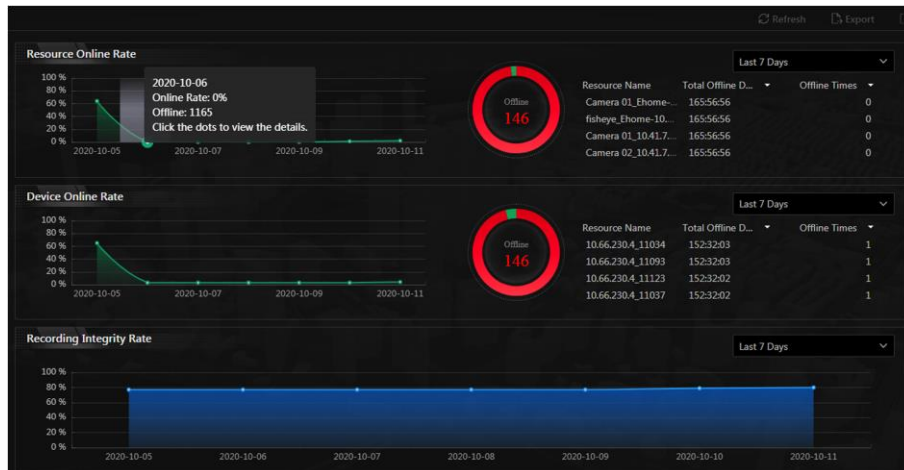 Refresh Export
Resource Online Rate
Last 7 Days
100 %
80 %
60 %
40 %
20 %
0 %
2020-10-05 2020-10-07 2020-10-09 2020-10-11
2020-10-06
Online Rate: 0%
Offline: 1165
Click the dots to view the details.
Offline
146
Resource Name Total Offline D... Offline Times
Camera 01_Ehome-... 165:56:56 0
fisheye_Ehome-10.... 165:56:56 0
Camera 01_10.41.7.... 165:56:56 0
Camera 02_10.41.7.... 165:56:56 0
Device Online Rate
Last 7 Days
100 %
80 %
60 %
40 %
20 %
0 %
2020-10-05 2020-10-07 2020-10-09 2020-10-11
Offline
146
Resource Name Total Offline D... Offline Times
10.66.230.4_11034 152:32:03 1
10.66.230.4_11093 152:32:03 1
10.66.230.4_11123 152:32:02 1
10.66.230.4_11037 152:32:02 1
Recording Integrity Rate
Last 7 Days
100 %
80 %
60 %
40 %
20 %
0 %
2020-10-05 2020-10-06 2020-10-07 2020-10-08 2020-10-09 2020-10-10 2020-10-11